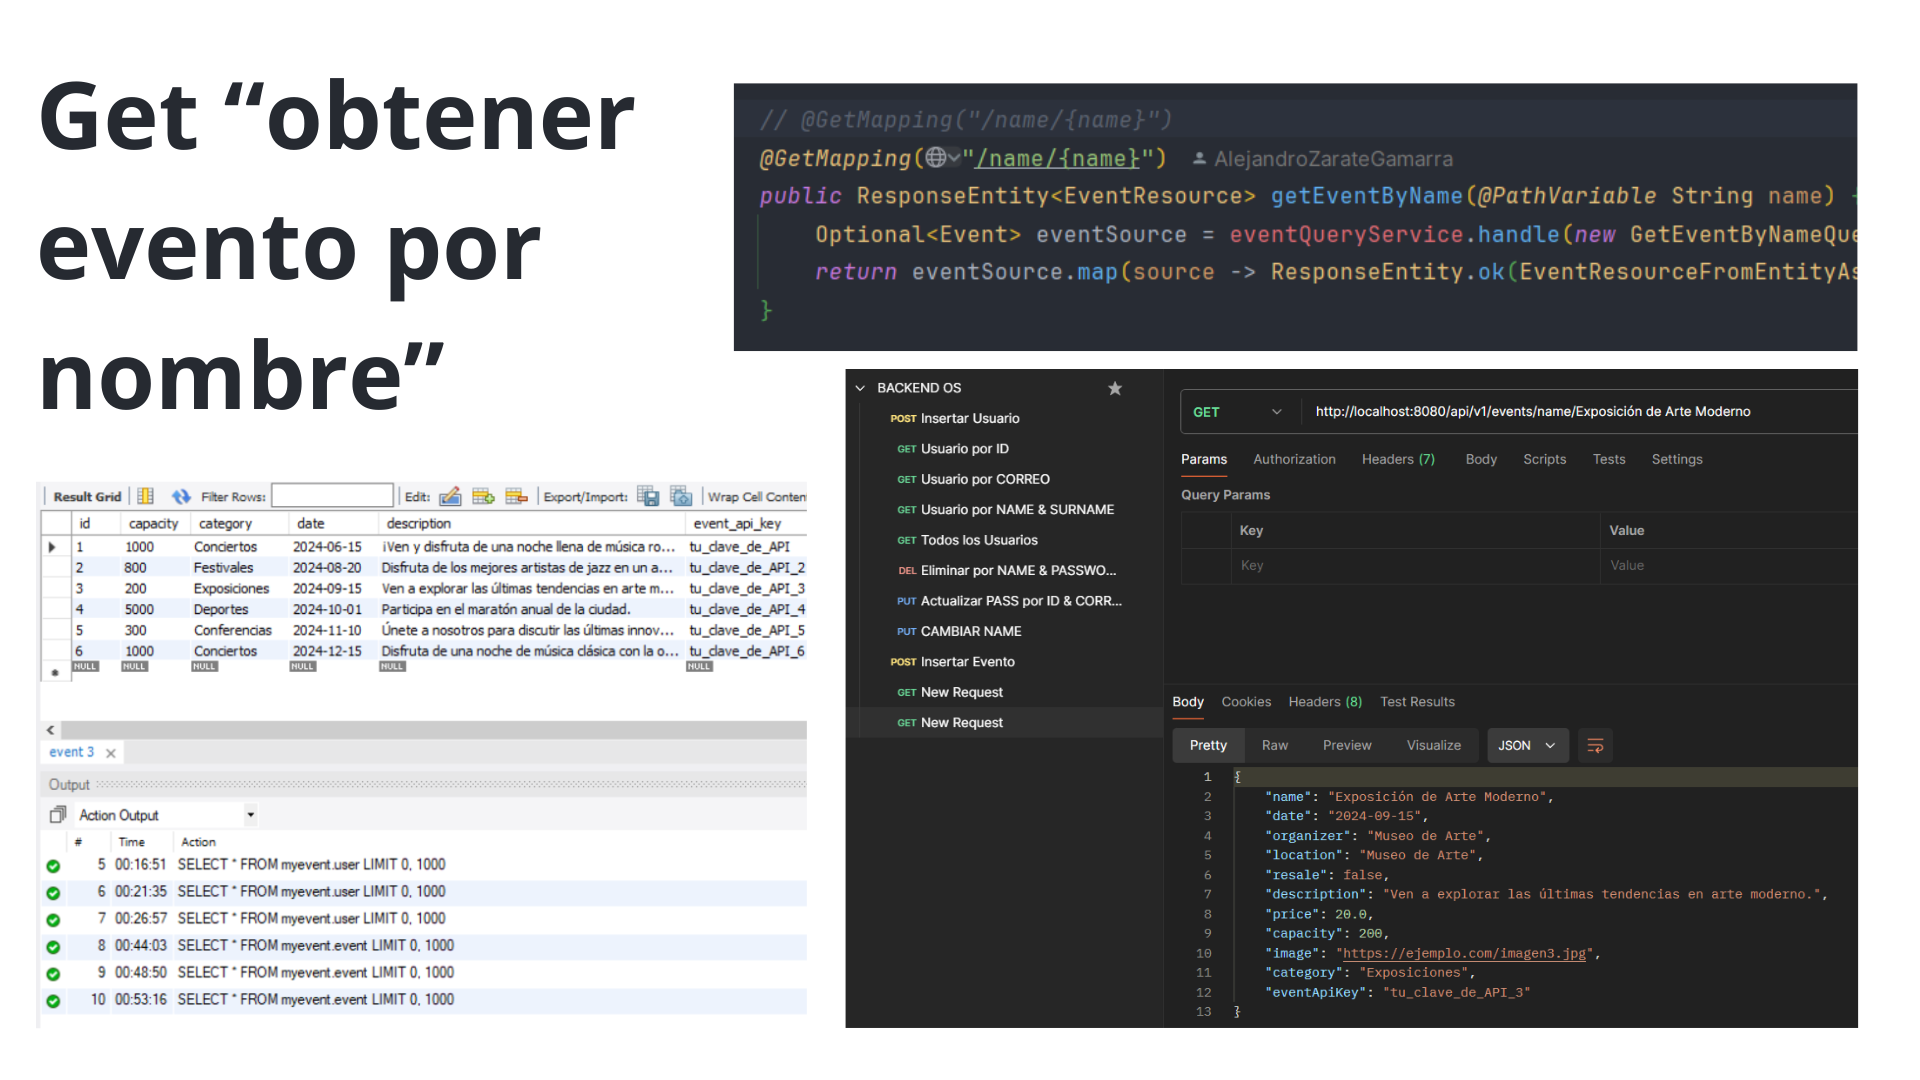 Get “obtener
evento por
nombre”
// @GetMapping("/name/{name}")
@GetMapping("/name/{name}") AlejandroZarateGamarra
public ResponseEntity<EventResource> getEventByName(@PathVariable String name) {
Optional<Event> eventSource = eventQueryService.handle(new GetEventByNameQue
return eventSource.map(source -> ResponseEntity.ok(EventResourceFromEntityAs
}
Result Grid Filter Rows: Edit: Export/Import: Wrap Cell Conten
id capacity category date description event_api_key
1 1000 Conciertos 2024-06-15 ¡Ven y disfruta de una noche llena de música ro... tu_clave_de_API
2 800 Festivales 2024-08-20 Disfruta de los mejores artistas de jazz en un a... tu_clave_de_API_2
3 200 Exposiciones 2024-09-15 Ven a explorar las últimas tendencias en arte m... tu_clave_de_API_3
4 5000 Deportes 2024-10-01 Participa en el maratón anual de la ciudad. tu_clave_de_API_4
5 300 Conferencias 2024-11-10 Únete a nosotros para discutir las últimas innov... tu_clave_de_API_5
6 1000 Conciertos 2024-12-15 Disfruta de una noche de música clásica con la o... tu_clave_de_API_6
NULL NULL NULL NULL NULL NULL
event 3
Output
Action Output
# Time Action
5 00:16:51 SELECT * FROM myevent.user LIMIT 0, 1000
6 00:21:35 SELECT * FROM myevent.user LIMIT 0, 1000
7 00:26:57 SELECT * FROM myevent.user LIMIT 0, 1000
8 00:44:03 SELECT * FROM myevent.event LIMIT 0, 1000
9 00:48:50 SELECT * FROM myevent.event LIMIT 0, 1000
10 00:53:16 SELECT * FROM myevent.event LIMIT 0, 1000
BACKEND OS
POST Insertar Usuario
GET Usuario por ID
GET Usuario por CORREO
GET Usuario por NAME & SURNAME
GET Todos los Usuarios
DEL Eliminar por NAME & PASSWO...
PUT Actualizar PASS por ID & CORR...
PUT CAMBIAR NAME
POST Insertar Evento
GET New Request
GET New Request
GET http://localhost:8080/api/v1/events/name/Exposición de Arte Moderno
Params Authorization Headers (7) Body Scripts Tests Settings
Query Params
Key Value
Key Value
Body Cookies Headers (8) Test Results
Pretty Raw Preview Visualize JSON
1 {
2 "name": "Exposición de Arte Moderno",
3 "date": "2024-09-15",
4 "organizer": "Museo de Arte",
5 "location": "Museo de Arte",
6 "resale": false,
7 "description": "Ven a explorar las últimas tendencias en arte moderno.",
8 "price": 20.0,
9 "capacity": 200,
10 "image": "https://ejemplo.com/imagen3.jpg",
11 "category": "Exposiciones",
12 "eventApiKey": "tu_clave_de_API_3"
13 }